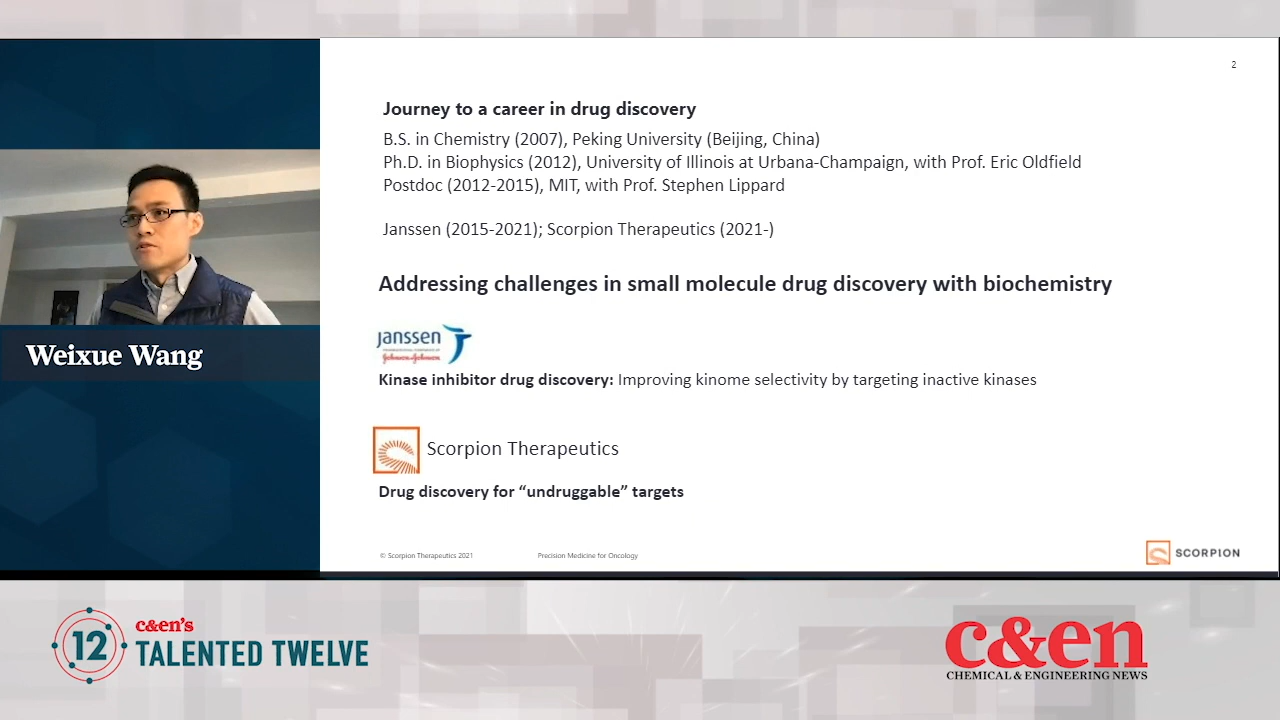 2
Journey to a career in drug discovery
B.S. in Chemistry (2007), Peking University (Beijing, China)
Ph.D. in Biophysics (2012), University of Illinois at Urbana-Champaign, with Prof. Eric Oldfield
Postdoc (2012-2015), MIT, with Prof. Stephen Lippard
Janssen (2015-2021); Scorpion Therapeutics (2021-)
Addressing challenges in small molecule drug discovery with biochemistry
Janssen
Johnson & Johnson
Kinase inhibitor drug discovery: Improving kinome selectivity by targeting inactive kinases
Scorpion Therapeutics
Drug discovery for “undruggable” targets
© Scorpion Therapeutics 2021
Precision Medicine for Oncology
SCORPION
Weixue Wang
12
c&en's
TALENTED TWELVE
c&en
CHEMICAL & ENGINEERING NEWS